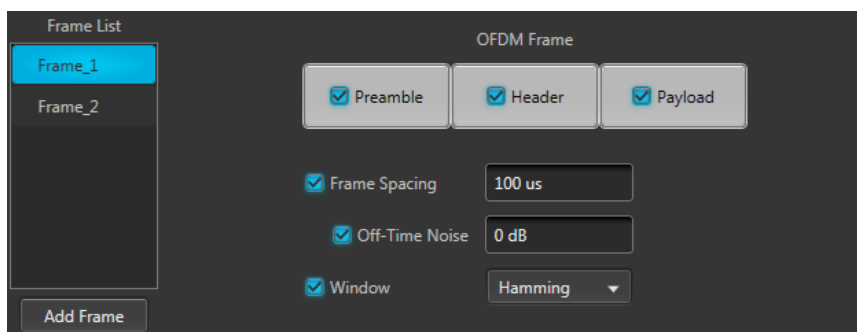 Frame List
Frame_1
Frame_2
Add Frame
OFDM Frame
Preamble
Header
Payload
Frame Spacing
100 us
Off-Time Noise
0 dB
Window
Hamming